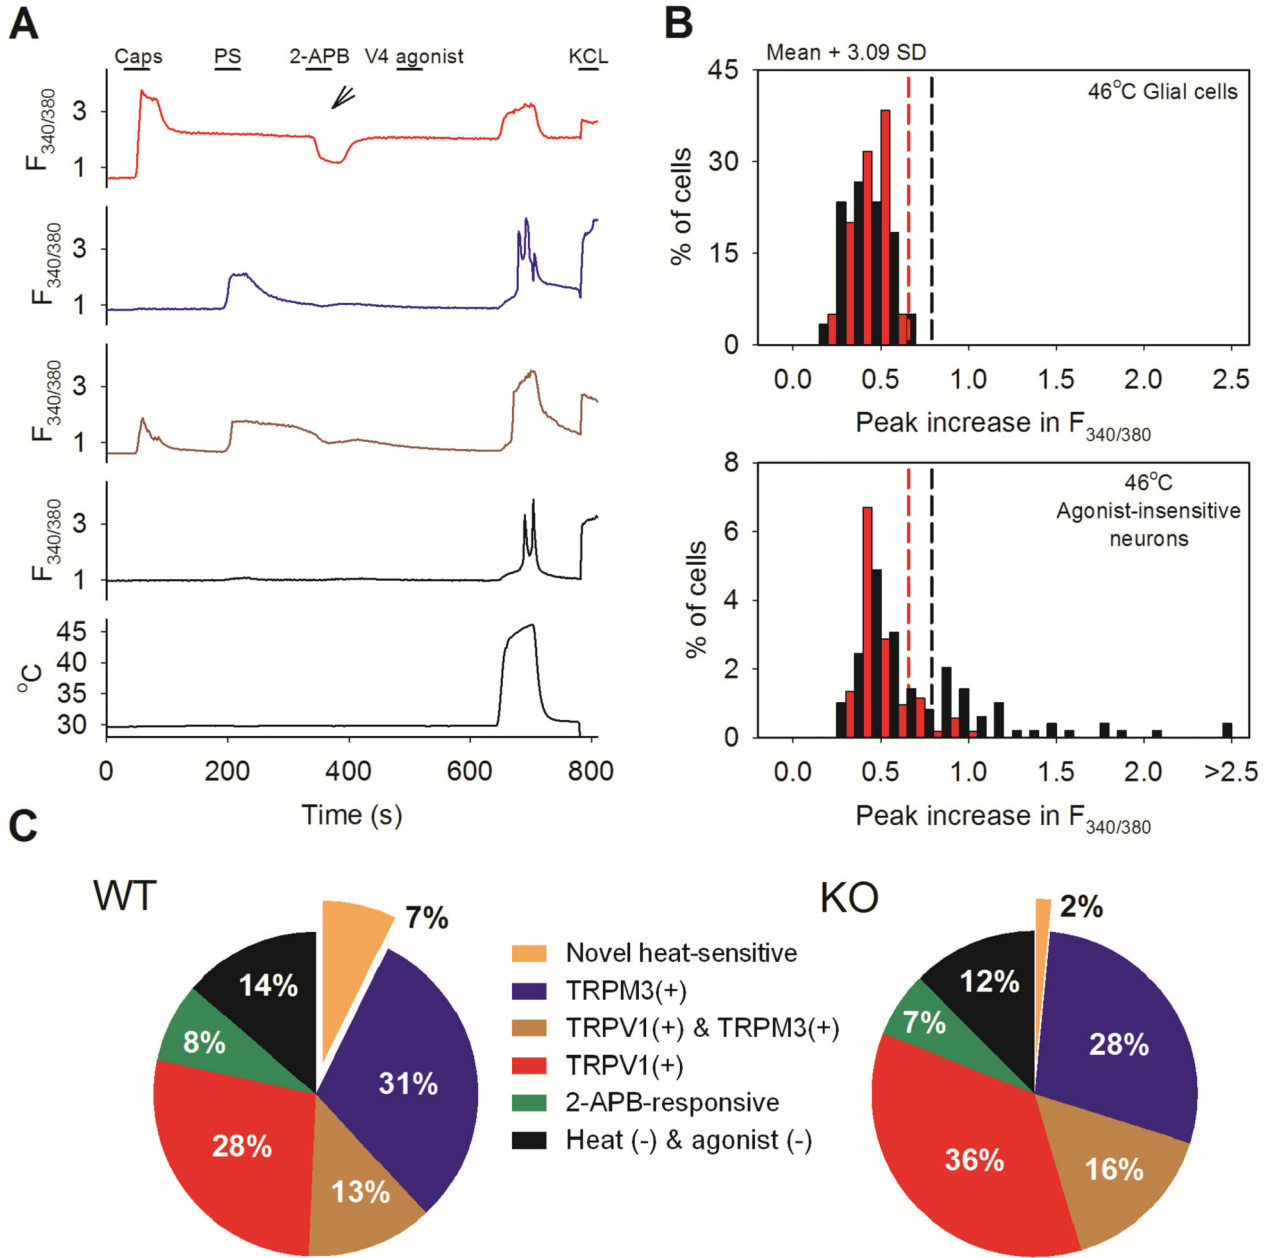 A
Caps PS 2-APB V4 agonist KCL
F340/380
3
1
F340/380
3
1
F340/380
3
1
F340/380
3
1
oC
45
40
35
30
0 200 400 600 800
Time (s)
B
Mean + 3.09 SD
46oC Glial cells
% of cells
45
30
15
0
0.0 0.5 1.0 1.5 2.0 2.5
Peak increase in F340/380
46oC
Agonist-insensitive
neurons
% of cells
8
6
4
2
0
0.0 0.5 1.0 1.5 2.0 >2.5
Peak increase in F340/380
C
WT
7%
31%
13%
28%
8%
14%
Novel heat-sensitive
TRPM3(+)
TRPV1(+) & TRPM3(+)
TRPV1(+)
2-APB-responsive
Heat (-) & agonist (-)
KO
2%
28%
16%
36%
7%
12%